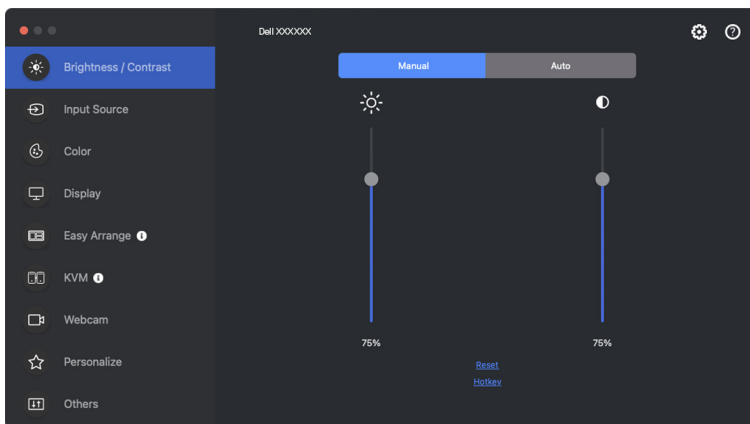 Dell XXXXXX
Brightness / Contrast
Input Source
Color
Display
Easy Arrange
KVM
Webcam
Personalize
Others
Manual
Auto
75%
75%
Reset
Hotkey